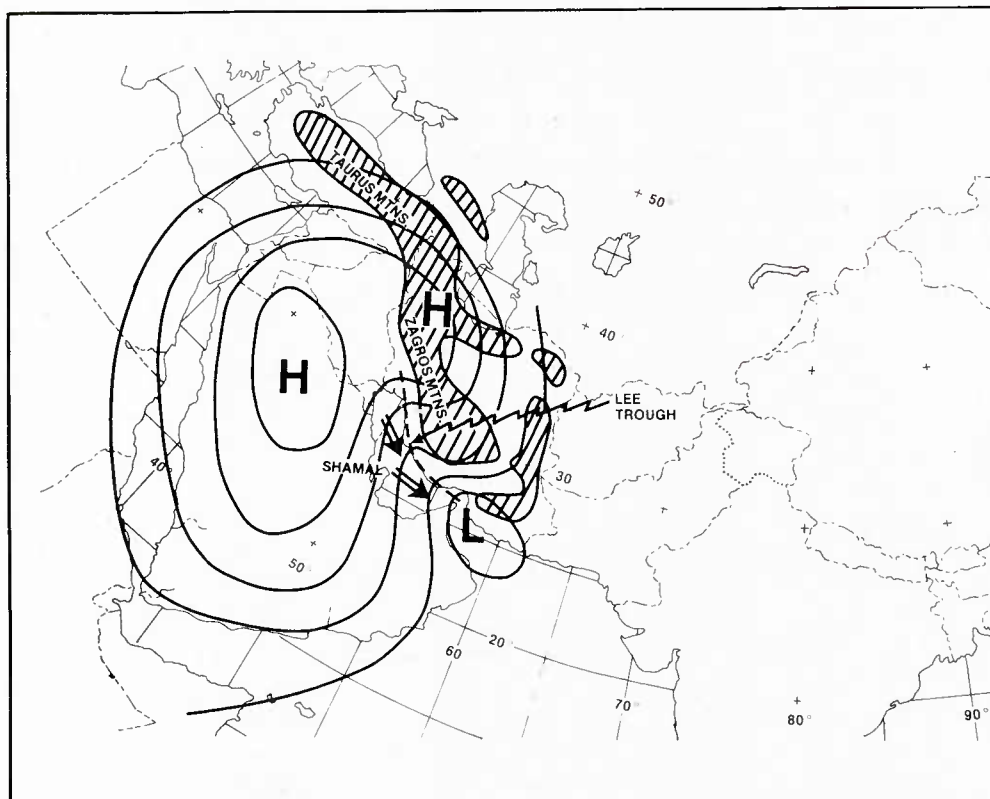 TAURUS MTNS.
50°
H
40
ZAGROS MTNS.
H
LEE
TROUGH
40
SHAMAL
30
L
50
20
60
70
80°
90°